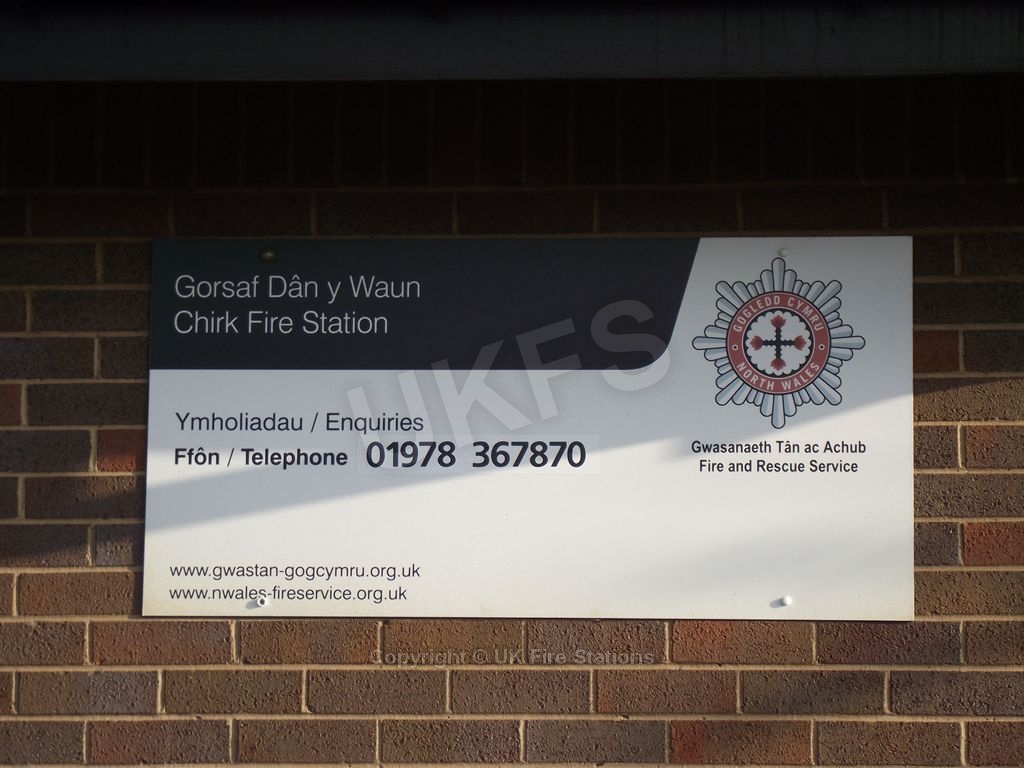 Gorsaf Dân y Waun
Chirk Fire Station
UKFS
GOGLEDD CYMRU
NORTH WALES
Gwasanaeth Tân ac Achub
Fire and Rescue Service
Ymholiadau / Enquiries
Ffôn / Telephone 01978 367870
www.gwastan-gogcymru.org.uk
www.nwales-fireservice.org.uk
Copyright © UK Fire Stations